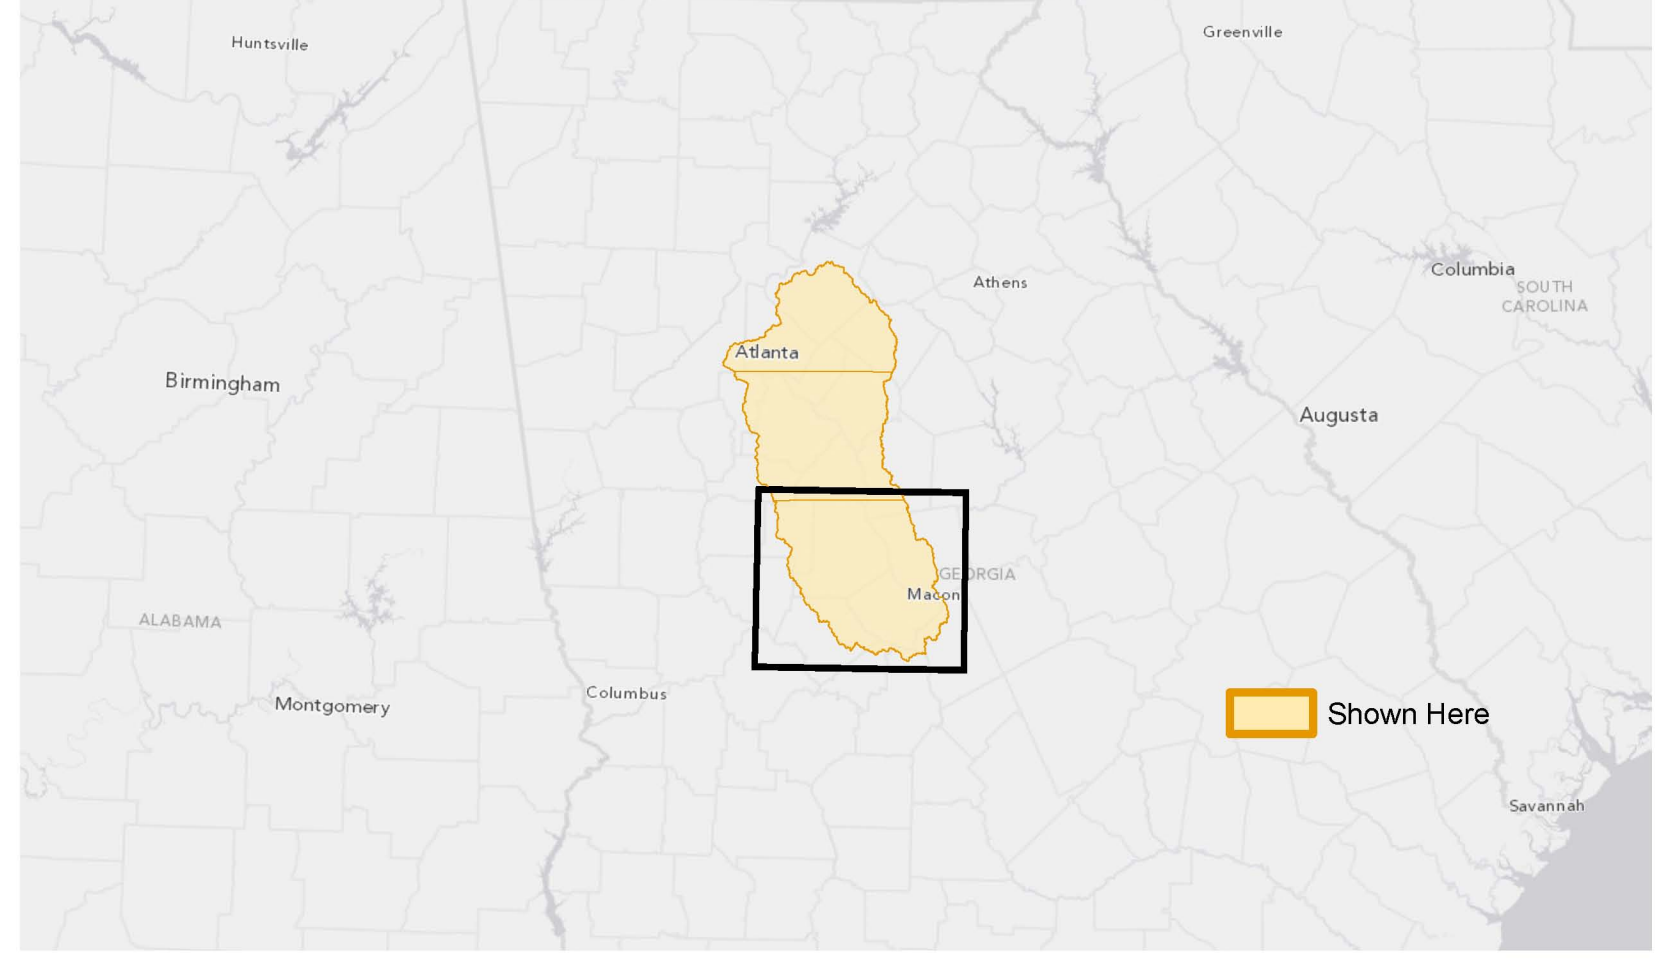 Greenville
Huntsville
Columbia
Athens
SOUTH
CAROLINA
Atlanta
Birmingham
Augusta
GEORGIA
Macon
ALABAMA
Columbus
Montgomery
Shown Here
Savannah